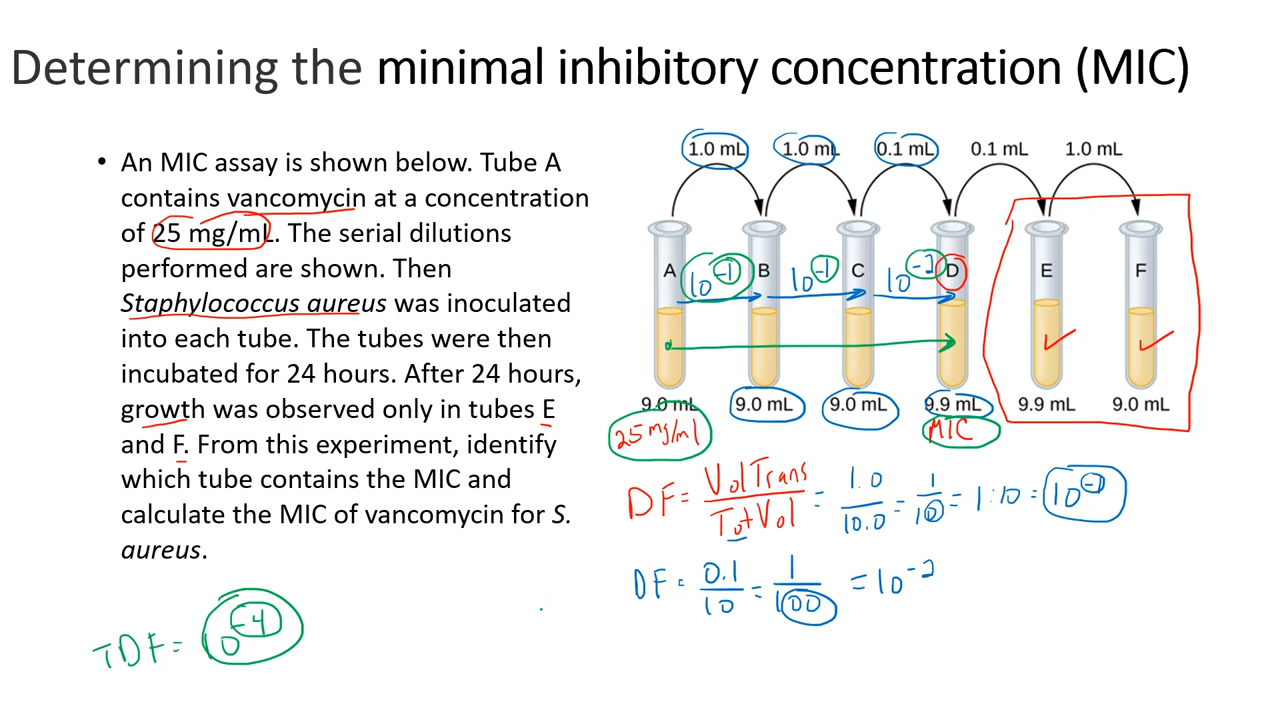 Determining the minimal inhibitory concentration (MIC)
• An MIC assay is shown below. Tube A
contains vancomycin at a concentration
of 25 mg/mL. The serial dilutions
performed are shown. Then
Staphylococcus aureus was inoculated
into each tube. The tubes were then
incubated for 24 hours. After 24 hours,
growth was observed only in tubes E
and F. From this experiment, identify
which tube contains the MIC and
calculate the MIC of vancomycin for S.
aureus.
TDF = 10^-4
1.0 mL 1.0 mL 0.1 mL 0.1 mL 1.0 mL
A 10^-1 B 10^-1 C 10^-2 D E F
9.0 mL 9.0 mL 9.0 mL 9.9 mL 9.9 mL 9.0 mL
25 mg/ml MIC
DF = Vol Trans / Tot Vol = 1.0 / 10.0 = 1 / 10 = 1:10 = 10^-1
DF = 0.1 / 10 = 1 / 100 = 10^-2